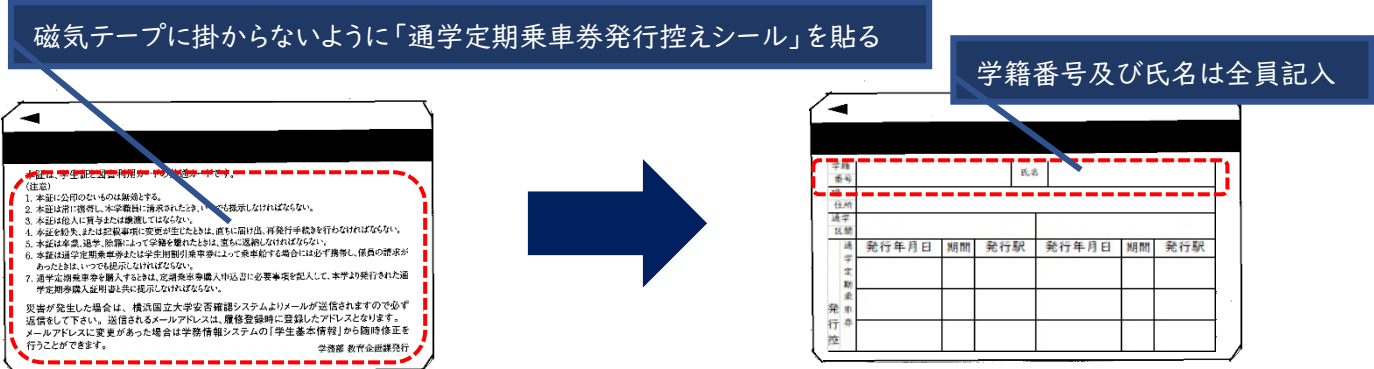 磁気テープに掛からないように「通学定期乗車券発行控えシール」を貼る
学籍番号及び氏名は全員記入
本証は、学生証と図書利用カードの共通カードです。
(注意)
1. 本証に公印のないものは無効とする。
2. 本証は常に携帯し、本学職員に請求されたとき、いつでも提示しなければならない。
3. 本証は他人に貸与または譲渡してはならない。
4. 本証を紛失、または記載事項に変更が生じたときは、直ちに届け出、再発行手続きを行わなければならない。
5. 本証は卒業、退学、除籍によって学籍を離れたときは、直ちに返納しなければならない。
6. 本証は通学定期乗車券または学生用割引乗車券によって乗車船する場合には必ず携帯し、係員の請求が
あったときは、いつでも提示しなければならない。
7. 通学定期乗車券を購入するときは、定期乗車券購入申込書に必要事項を記入して、本学より発行された通
学定期券購入証明書と共に提示しなければならない。
災害が発生した場合は、横浜国立大学安否確認システムよりメールが送信されますので必ず
返信をして下さい。送信されるメールアドレスは、履修登録時に登録したアドレスとなります。
メールアドレスに変更があった場合は学務情報システムの「学生基本情報」から随時修正を
行うことができます。
学務部 教育企画課発行
学籍
番号
氏名
住所
通学
区間
通学定期乗車券
発行控
発行年月日 期間 発行駅 発行年月日 期間 発行駅